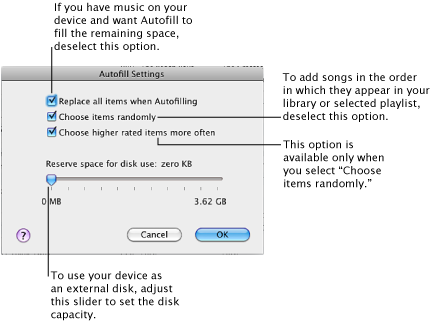 If you have music on your
device and want Autofill to
fill the remaining space,
deselect this option.
Autofill Settings
Replace all items when Autofilling
Choose items randomly
Choose higher rated items more often
To add songs in the order
in which they appear in your
library or selected playlist,
deselect this option.
This option is
available only when
you select “Choose
items randomly.”
Reserve space for disk use: zero KB
0 MB
3.62 GB
?
Cancel
OK
To use your device as
an external disk, adjust
this slider to set the disk
capacity.